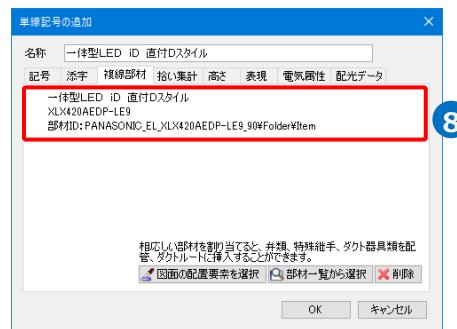 単線記号の追加
名称 一体型LED iD 直付Dスタイル
記号 添字 複線部材 拾い集計 高さ 表現 電気属性 配光データ
一体型LED iD 直付Dスタイル
XLX420AEDP-LE9
部材ID:PANASONIC_EL_XLX420AEDP-LE9_90¥Folder¥Item
8
相応しい部材を割り当てると、弁類、特殊継手、ダクト器具類を配
管、ダクトルートに挿入することができます。
図面の配置要素を選択 部材一覧から選択 削除
OK キャンセル